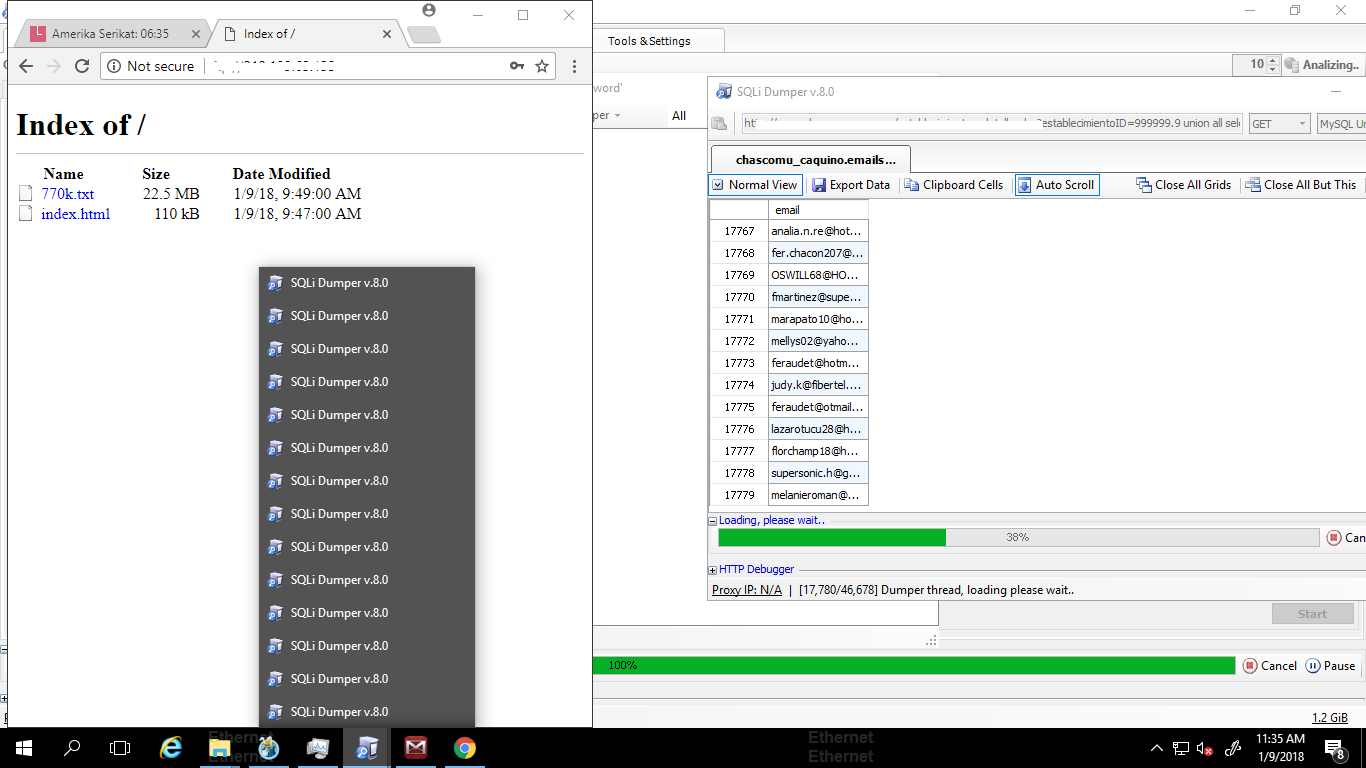 Amerika Serikat: 06:35
Index of /
Not secure
Index of /
Name Size Date Modified
770k.txt 22.5 MB 1/9/18, 9:49:00 AM
index.html 110 kB 1/9/18, 9:47:00 AM
SQLi Dumper v.8.0
SQLi Dumper v.8.0
SQLi Dumper v.8.0
SQLi Dumper v.8.0
SQLi Dumper v.8.0
SQLi Dumper v.8.0
SQLi Dumper v.8.0
SQLi Dumper v.8.0
SQLi Dumper v.8.0
SQLi Dumper v.8.0
SQLi Dumper v.8.0
SQLi Dumper v.8.0
SQLi Dumper v.8.0
SQLi Dumper v.8.0
Tools & Settings
10 Analizing..
word'
per
All
SQLi Dumper v.8.0
establecimientoID=999999.9 union all sel
GET
MySQL Un
chascomu_caquino.emails...
Normal View Export Data Clipboard Cells Auto Scroll Close All Grids Close All But This
email
17767 analia.n.re@hot...
17768 fer.chacon207@...
17769 OSWILL68@HO...
17770 fmartinez@supe...
17771 marapato10@ho...
17772 mellys02@yaho...
17773 feraudet@hotm...
17774 judy.k@fibertel....
17775 feraudet@otmail...
17776 lazarotucu28@h...
17777 florchamp18@h...
17778 supersonic.h@g...
17779 melanieroman@...
Loading, please wait..
38%
Can
HTTP Debugger
Proxy IP: N/A | [17,780/46,678] Dumper thread, loading please wait..
Start
100%
Cancel Pause
1.2 GiB
Ethernet
Ethernet
Ethernet
Ethernet
11:35 AM
1/9/2018
8